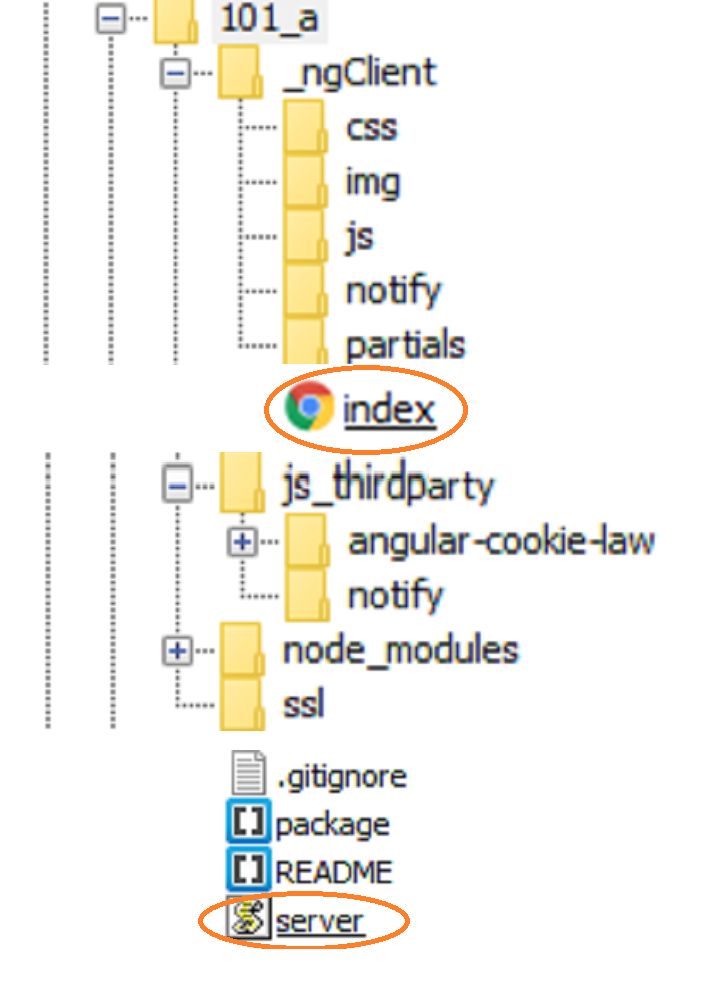 101_a
_ngClient
css
img
js
notify
partials
index
js_thirdparty
angular-cookie-law
notify
node_modules
ssl
.gitignore
package
README
server